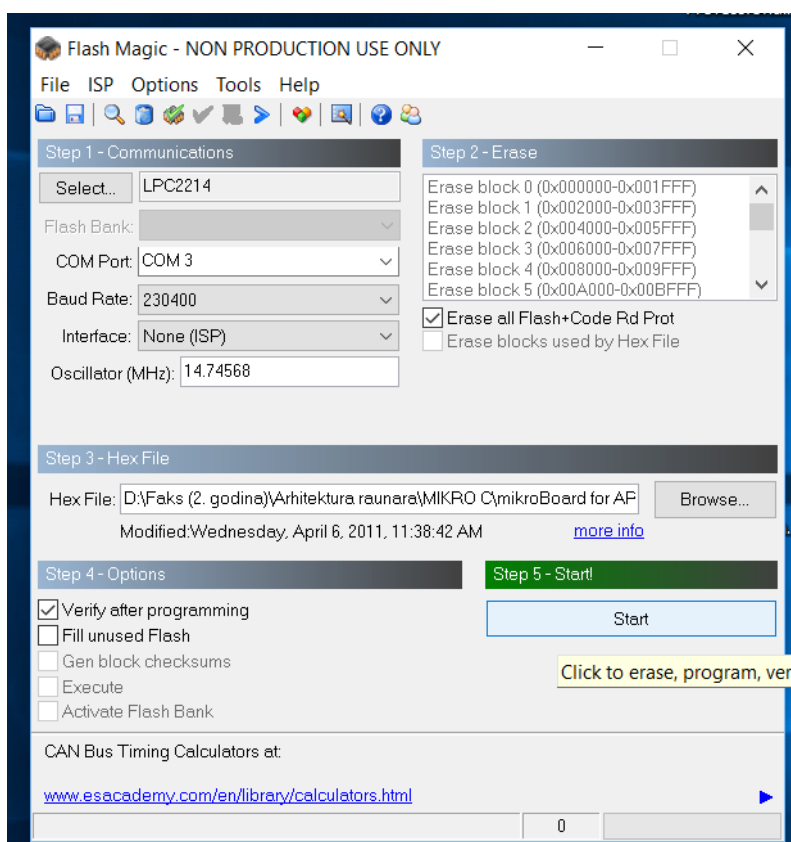 Flash Magic - NON PRODUCTION USE ONLY
File ISP Options Tools Help
Step 1 - Communications
Select... LPC2214
Flash Bank:
COM Port: COM 3
Baud Rate: 230400
Interface: None (ISP)
Oscillator (MHz): 14.74568
Step 2 - Erase
Erase block 0 (0x000000-0x001FFF)
Erase block 1 (0x002000-0x003FFF)
Erase block 2 (0x004000-0x005FFF)
Erase block 3 (0x006000-0x007FFF)
Erase block 4 (0x008000-0x009FFF)
Erase block 5 (0x00A000-0x00BFFF)
Erase all Flash+Code Rd Prot
Erase blocks used by Hex File
Step 3 - Hex File
Hex File: D:\Faks (2. godina)\Arhitektura raunara\MIKRO C\mikroBoard for AR Browse...
Modified:Wednesday, April 6, 2011, 11:38:42 AM more info
Step 4 - Options
Verify after programming
Fill unused Flash
Gen block checksums
Execute
Activate Flash Bank
Step 5 - Start!
Start
Click to erase, program, ver
CAN Bus Timing Calculators at:
www.esacademy.com/en/library/calculators.html
0